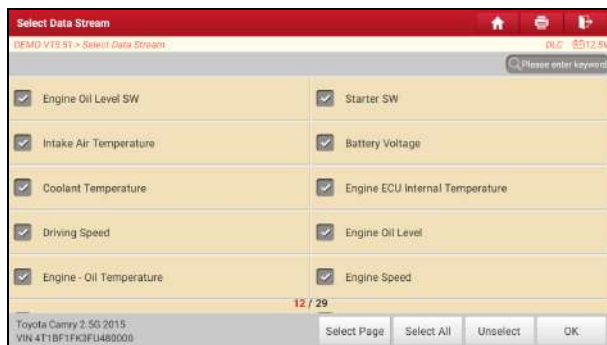 Select Data Stream
DEMO V15.51 > Select Data Stream
DLC 12.5V
Please enter keyword
Engine Oil Level SW
Starter SW
Intake Air Temperature
Battery Voltage
Coolant Temperature
Engine ECU Internal Temperature
Driving Speed
Engine Oil Level
Engine - Oil Temperature
Engine Speed
12 / 29
Toyota Camry 2.5G 2015
VIN 4T1BF1FK3FU480000
Select Page
Select All
Unselect
OK